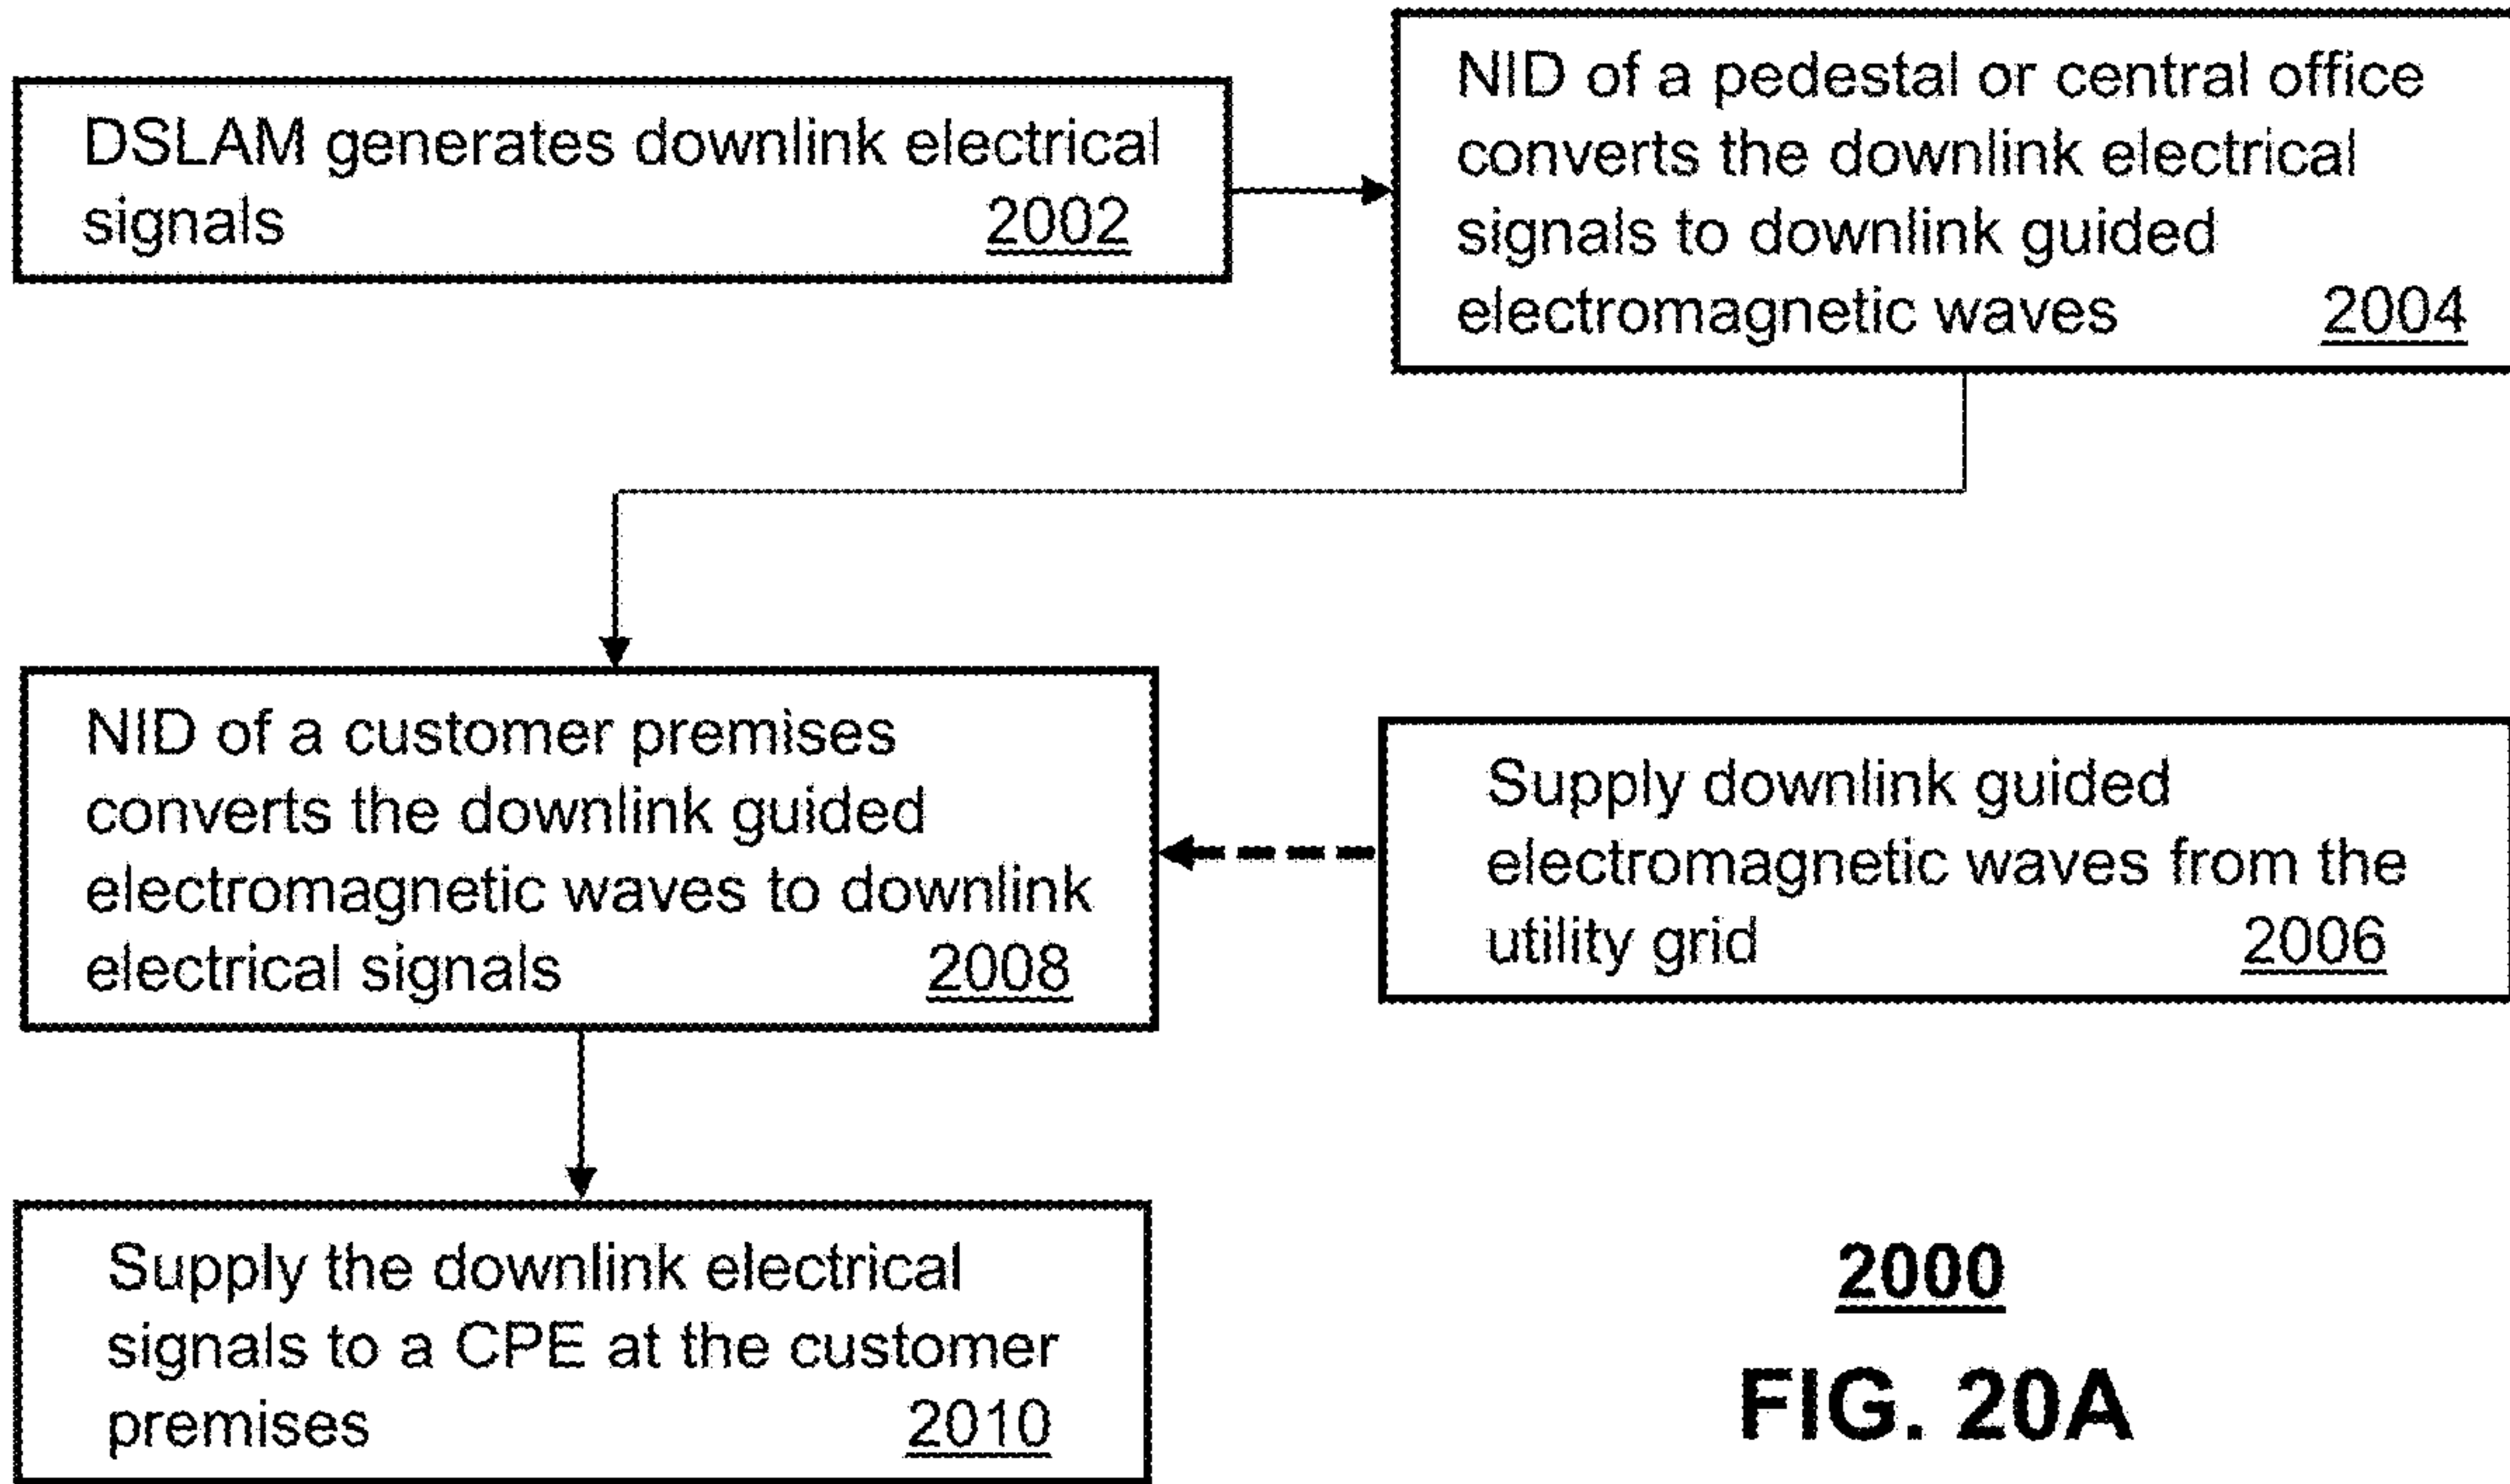 DSLAM generates downlink electrical
signals 2002
NID of a pedestal or central office
converts the downlink electrical
signals to downlink guided
electromagnetic waves 2004
NID of a customer premises
converts the downlink guided
electromagnetic waves to downlink
electrical signals 2008
Supply downlink guided
electromagnetic waves from the
utility grid 2006
Supply the downlink electrical
signals to a CPE at the customer
premises 2010
2000
FIG. 20A